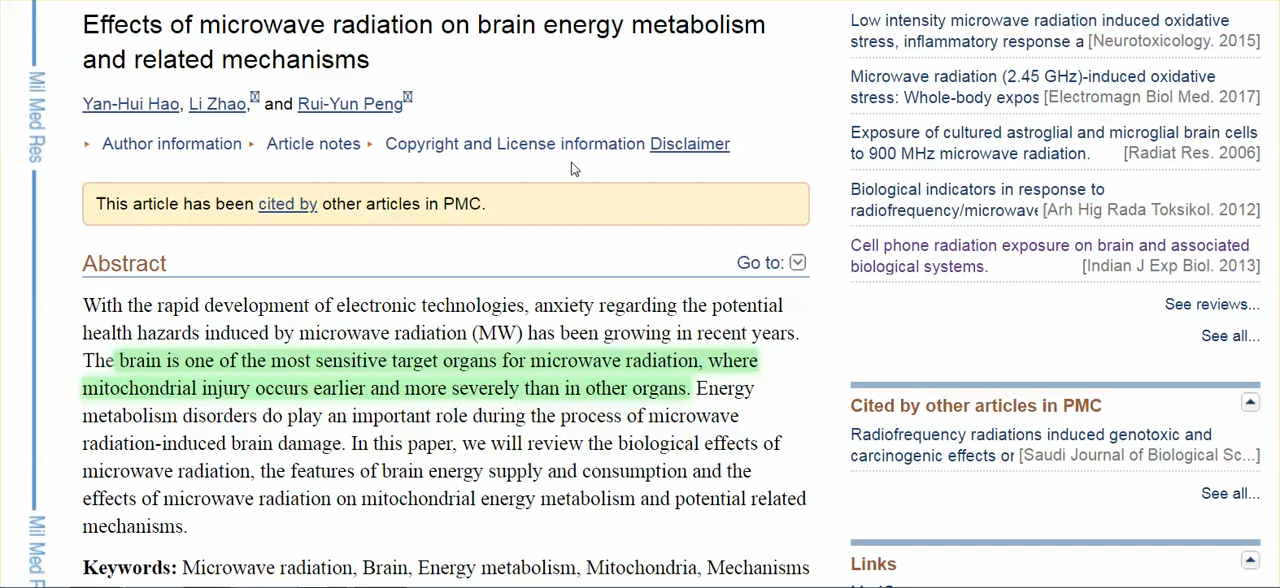 Effects of microwave radiation on brain energy metabolism
and related mechanisms
Yan-Hui Hao, Li Zhao, and Rui-Yun Peng
Author information Article notes Copyright and License information Disclaimer
This article has been cited by other articles in PMC.
Abstract
Go to:
With the rapid development of electronic technologies, anxiety regarding the potential
health hazards induced by microwave radiation (MW) has been growing in recent years.
The brain is one of the most sensitive target organs for microwave radiation, where
mitochondrial injury occurs earlier and more severely than in other organs. Energy
metabolism disorders do play an important role during the process of microwave
radiation-induced brain damage. In this paper, we will review the biological effects of
microwave radiation, the features of brain energy supply and consumption and the
effects of microwave radiation on mitochondrial energy metabolism and potential related
mechanisms.
Keywords: Microwave radiation, Brain, Energy metabolism, Mitochondria, Mechanisms
Mil Med Res
Mil Med R
Low intensity microwave radiation induced oxidative
stress, inflammatory response a [Neurotoxicology. 2015]
Microwave radiation (2.45 GHz)-induced oxidative
stress: Whole-body expos [Electromagn Biol Med. 2017]
Exposure of cultured astroglial and microglial brain cells
to 900 MHz microwave radiation. [Radiat Res. 2006]
Biological indicators in response to
radiofrequency/microwave [Arh Hig Rada Toksikol. 2012]
Cell phone radiation exposure on brain and associated
biological systems. [Indian J Exp Biol. 2013]
See reviews...
See all...
Cited by other articles in PMC
Radiofrequency radiations induced genotoxic and
carcinogenic effects or [Saudi Journal of Biological Sc...]
See all...
Links